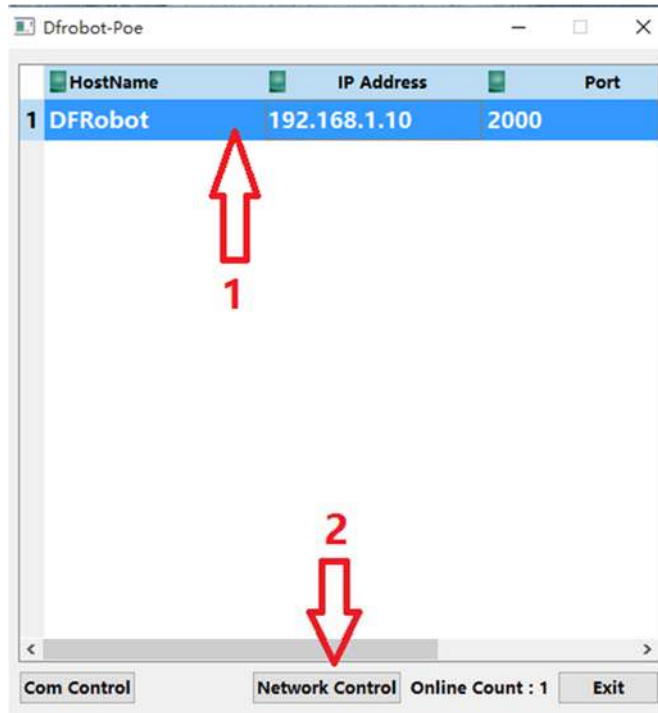 Dfrobot-Poe
HostName IP Address Port
1 DFRobot 192.168.1.10 2000
1
2
Com Control Network Control Online Count : 1 Exit